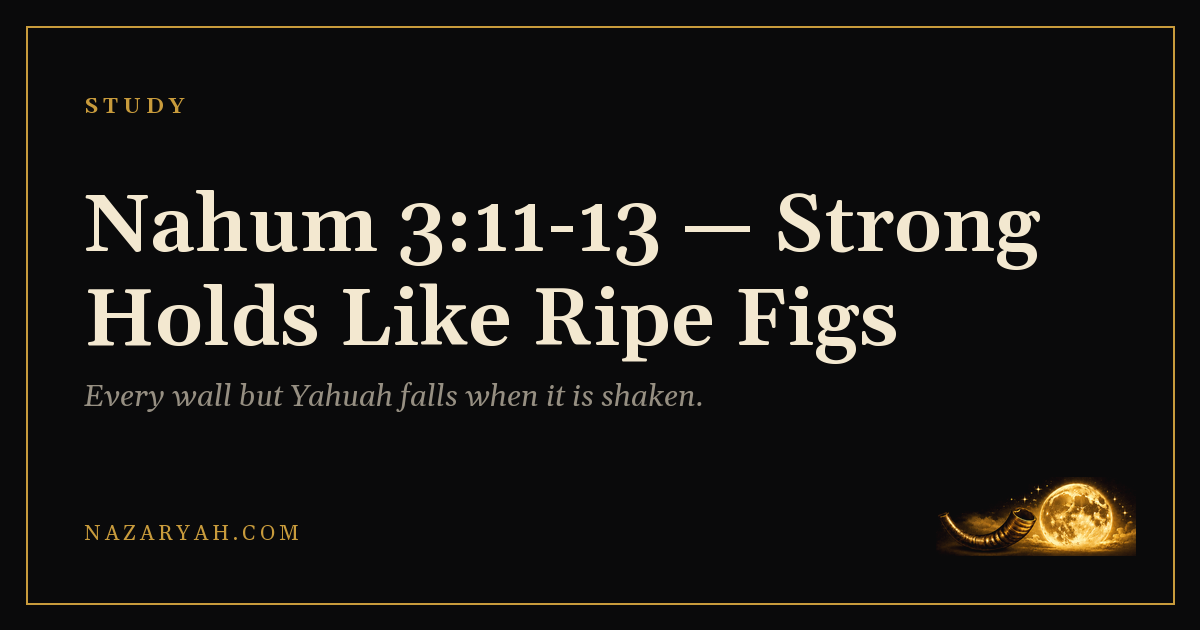 STUDY
Nahum 3:11-13 — Strong
Holds Like Ripe Figs
Every wall but Yahuah falls when it is shaken.
NAZARYAH.COM